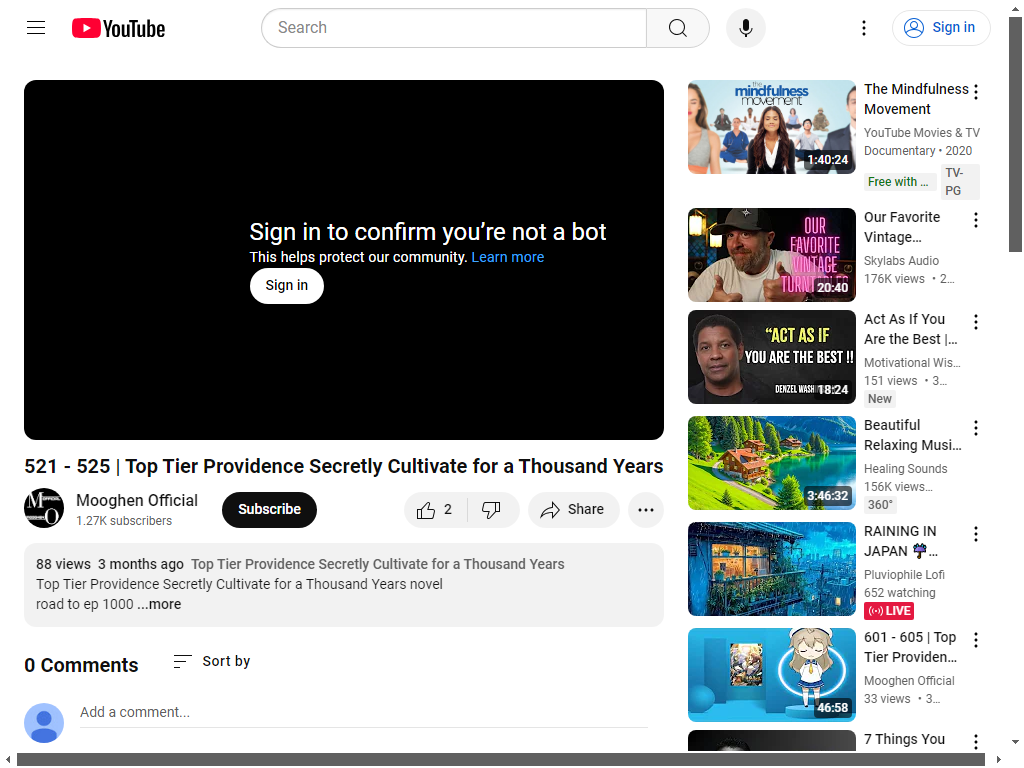 YouTube
Search
Sign in
Sign in to confirm you're not a bot
This helps protect our community. Learn more
Sign in
521 - 525 | Top Tier Providence Secretly Cultivate for a Thousand Years
Mooghen Official
1.27K subscribers
Subscribe
2
Share
88 views 3 months ago Top Tier Providence Secretly Cultivate for a Thousand Years
Top Tier Providence Secretly Cultivate for a Thousand Years novel
road to ep 1000 ...more
0 Comments
Sort by
Add a comment...
the
mindfulness
movement
1:40:24
The Mindfulness
Movement
YouTube Movies & TV
Documentary • 2020
Free with ...
TV-
PG
OUR
FAVORITE
VINTAGE
TURNTABLES
20:40
Our Favorite
Vintage...
Skylabs Audio
176K views • 2...
"ACT AS IF
YOU ARE THE BEST !!
DENZEL WASH
18:24
Act As If You
Are the Best |...
Motivational Wis...
151 views • 3...
New
3:46:32
Beautiful
Relaxing Musi...
Healing Sounds
156K views...
360°
RAINING IN
JAPAN ...
Pluviophile Lofi
652 watching
LIVE
46:58
601 - 605 | Top
Tier Providen...
Mooghen Official
33 views • 3...
7 Things You